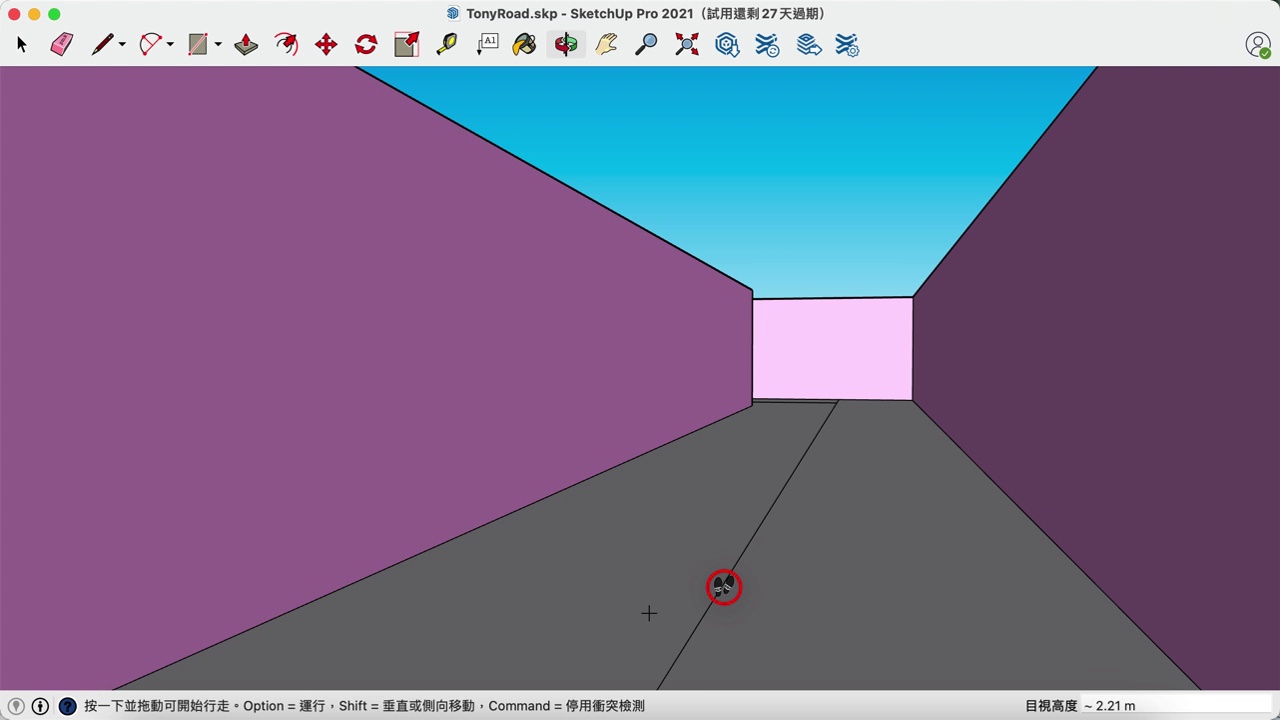 TonyRoad.skp - SketchUp Pro 2021（試用還剩 27 天過期）
A1
按一下並拖動可開始行走。Option = 運行，Shift = 垂直或側向移動，Command = 停用衝突檢測
目視高度 ~ 2.21 m